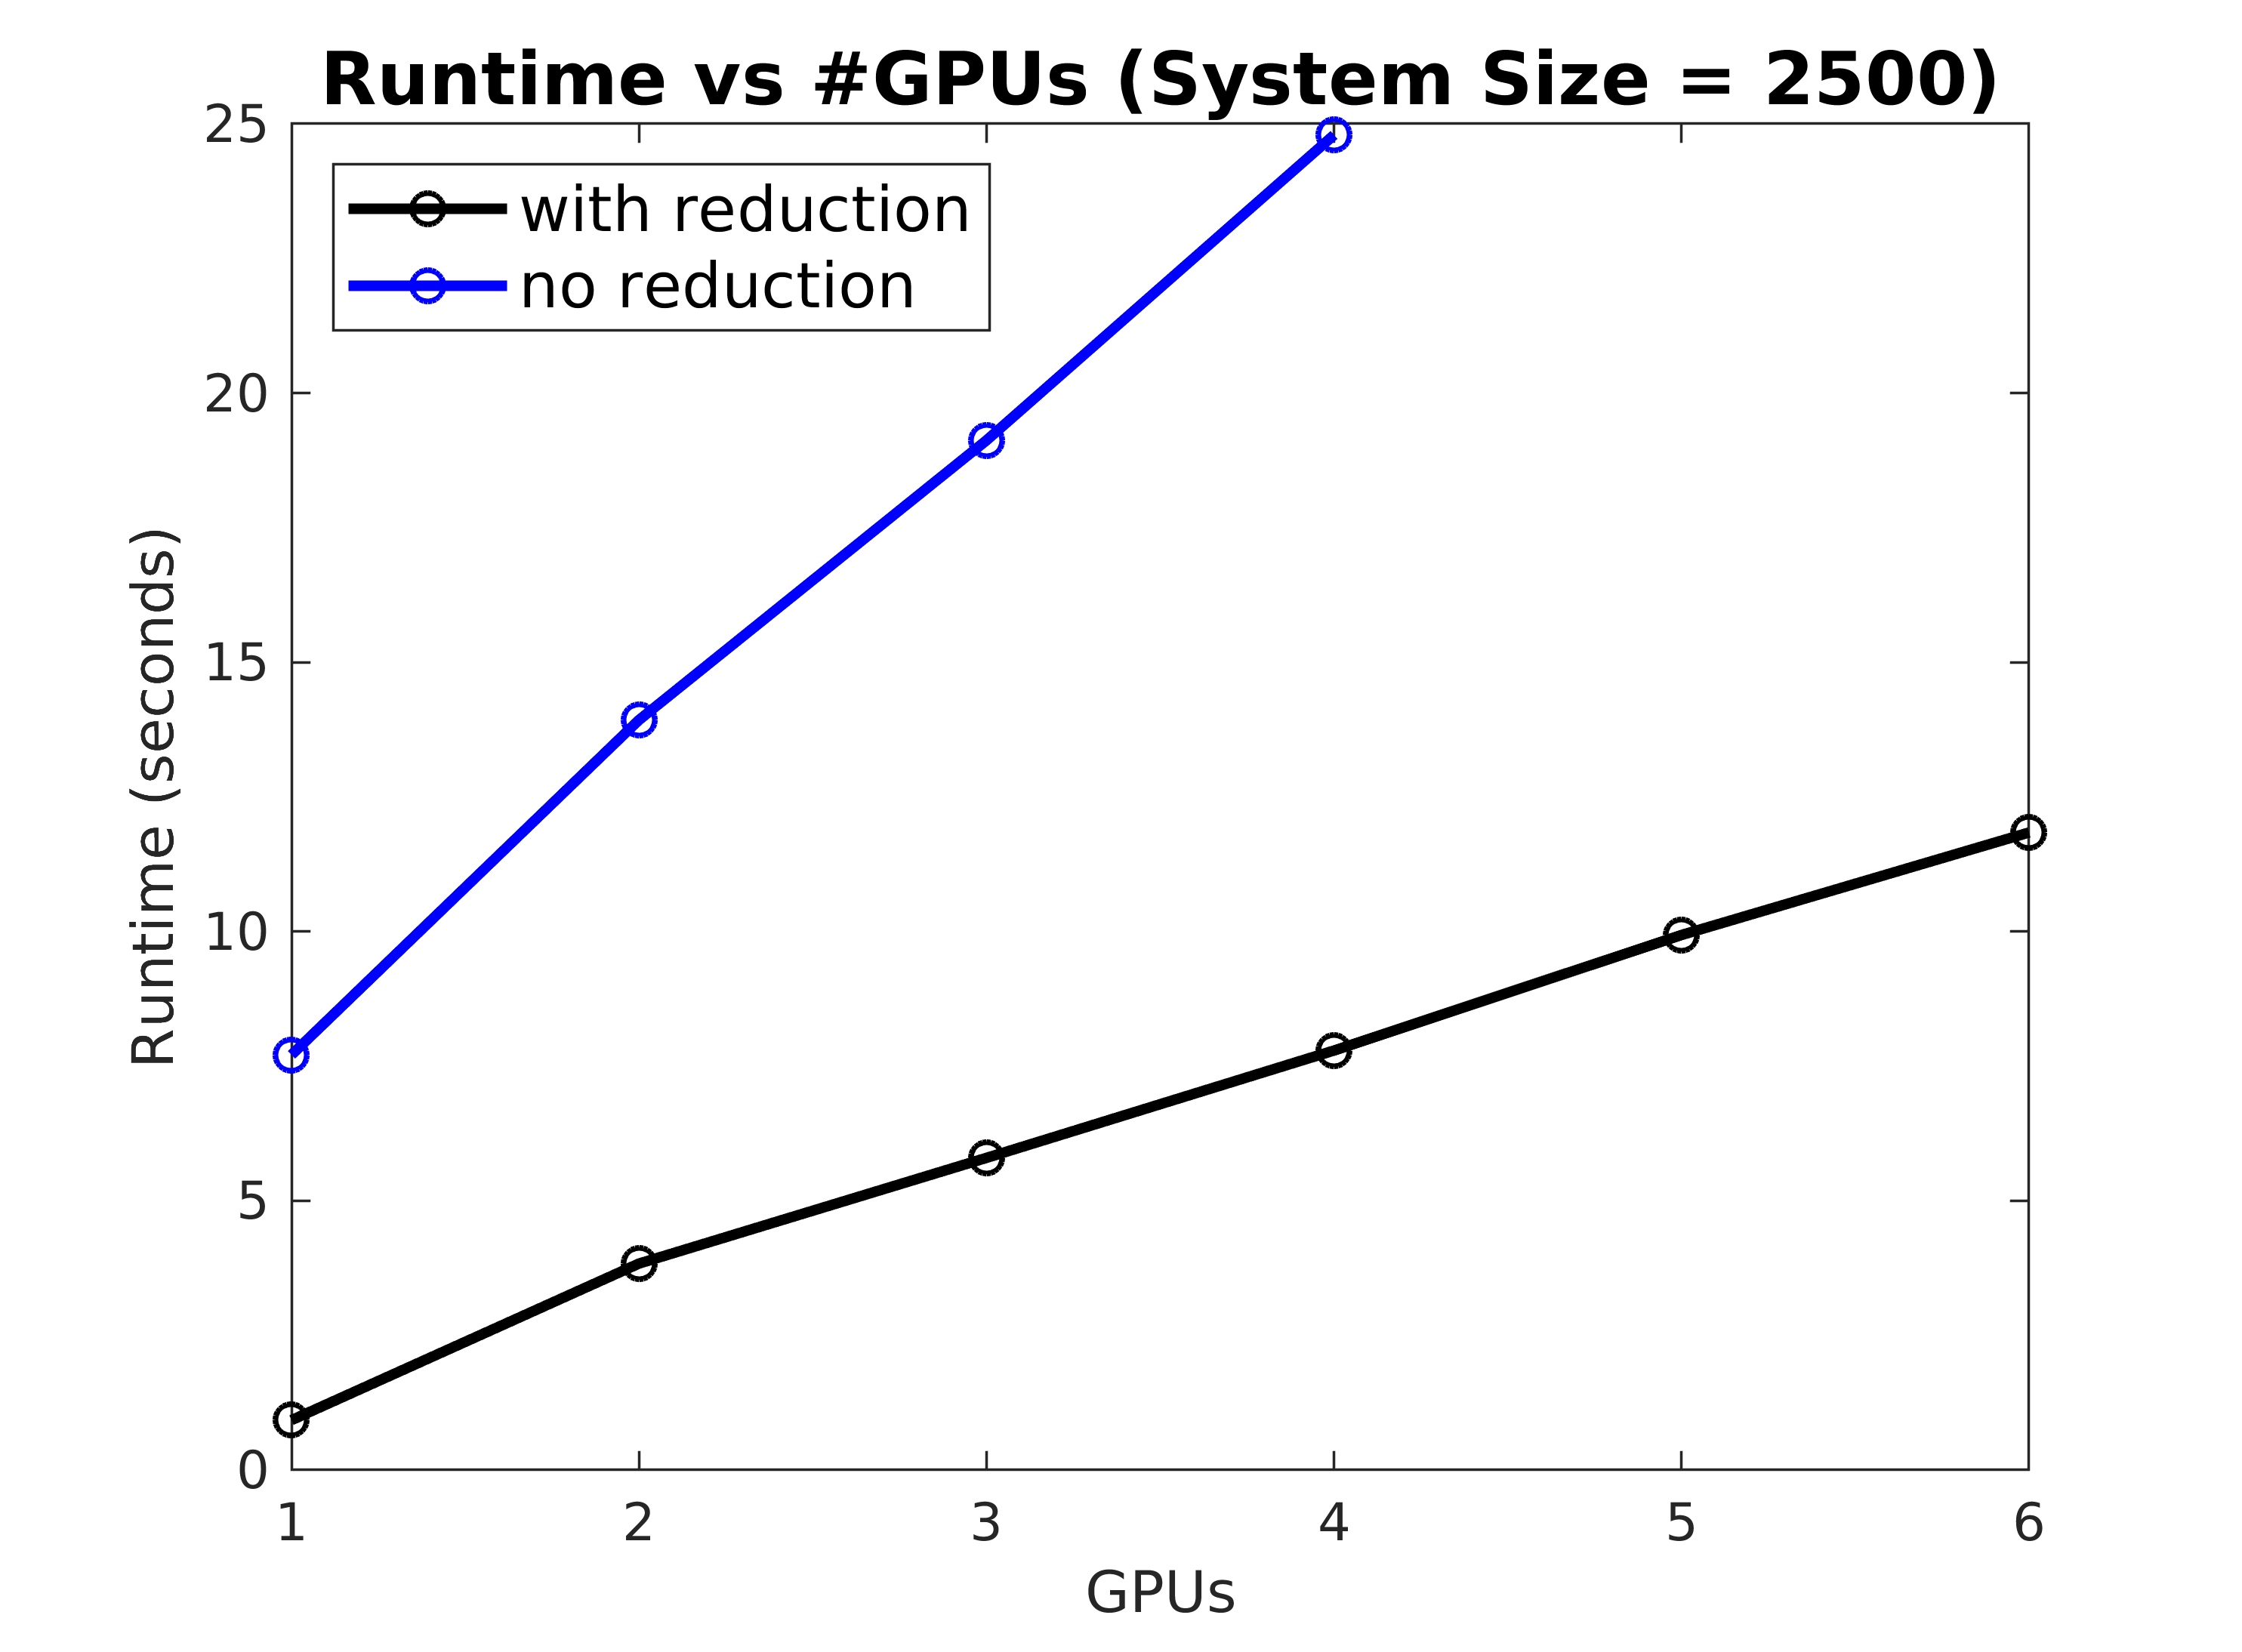 Runtime vs #GPUs (System Size = 2500)
with reduction
no reduction
25
20
15
10
5
0
Runtime (seconds)
1 2 3 4 5 6
GPUs